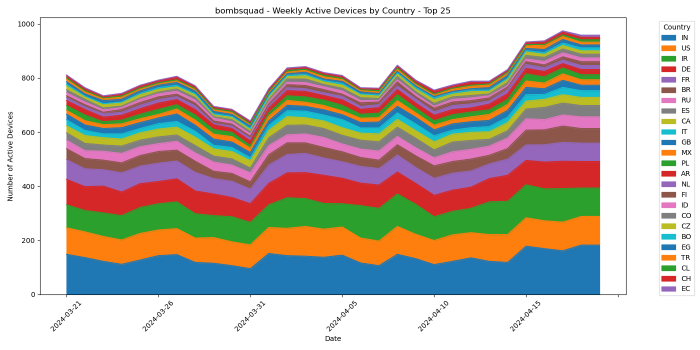 bombsquad - Weekly Active Devices by Country - Top 25
Number of Active Devices
1000
800
600
400
200
0
2024-03-21
2024-03-26
2024-03-31
2024-04-05
2024-04-10
2024-04-15
Date
Country
IN
US
IR
DE
FR
BR
RU
ES
CA
IT
GB
MX
PL
AR
NL
FI
ID
CO
CZ
BO
EG
TR
CL
CH
EC